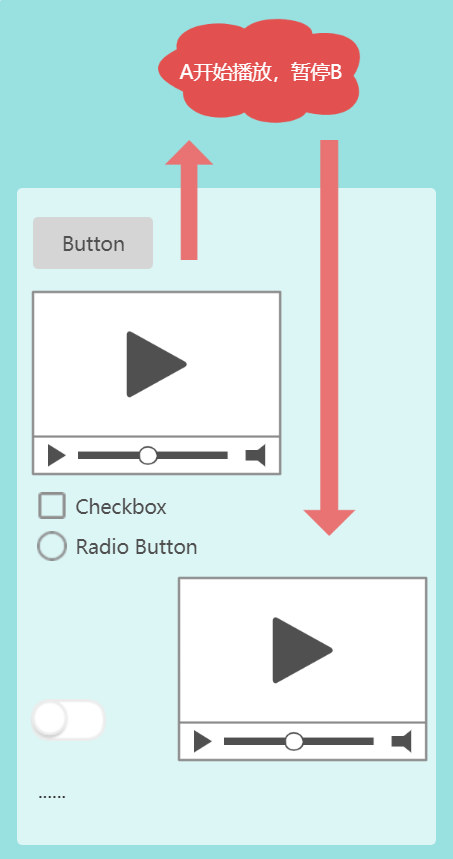 A开始播放，暂停B
Button
Checkbox
Radio Button
......